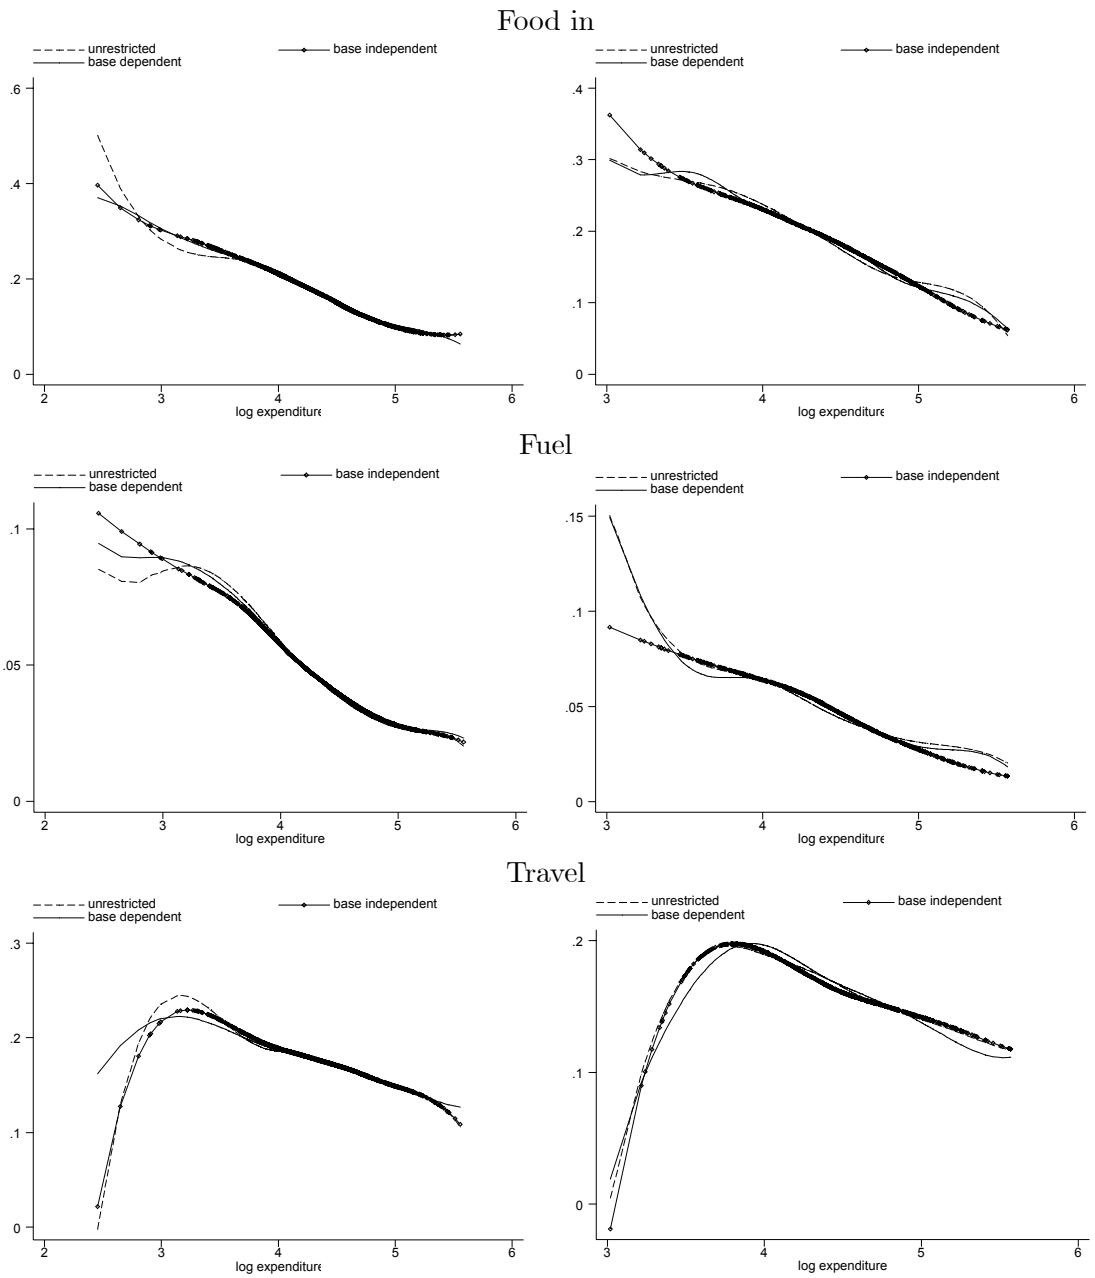 Food in
unrestricted base independent
base dependent
.6
.4
.2
0
2 3 4 5 6
log expenditure
unrestricted base independent
base dependent
.4
.3
.2
.1
0
3 4 5 6
log expenditure
Fuel
unrestricted base independent
base dependent
.1
.05
0
2 3 4 5 6
log expenditure
unrestricted base independent
base dependent
.15
.1
.05
0
3 4 5 6
log expenditure
Travel
unrestricted base independent
base dependent
.3
.2
.1
0
2 3 4 5 6
log expenditure
unrestricted base independent
base dependent
.2
.1
0
3 4 5 6
log expenditure